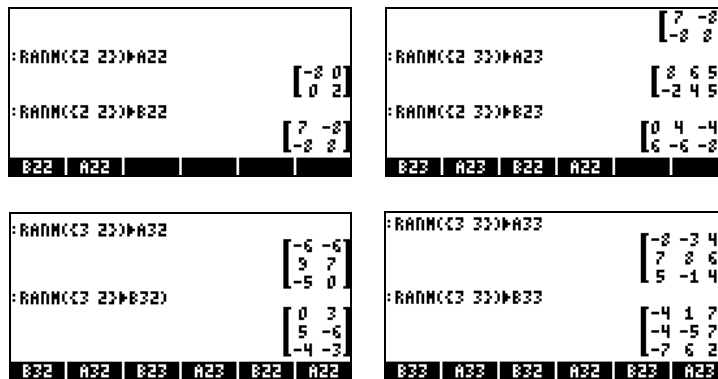 :RANM({2 2})▶A22
[-8 0]
[0 2]
:RANM({2 2})▶B22
[7 -8]
[-8 8]
B22 A22
[7 -8]
[-8 8]
:RANM({2 3})▶A23
[8 6 5]
[-2 4 5]
:RANM({2 3})▶B23
[0 4 -4]
[6 -6 -8]
B23 A23 B22 A22
:RANM({3 2})▶A32
[-6 -6]
[9 7]
[-5 0]
:RANM({3 2}▶B32)
[0 3]
[5 -6]
[-4 -3]
B32 A32 B23 A23 B22 A22
:RANM({3 3})▶A33
[-8 -3 4]
[7 8 6]
[5 -1 4]
:RANM({3 3})▶B33
[-4 1 7]
[-4 -5 7]
[-7 6 2]
B33 A33 B32 A32 B23 A23